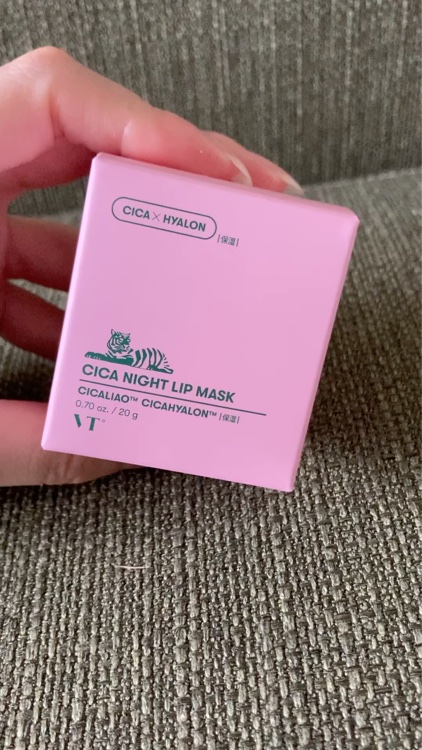 CICA × HYALON
|保湿|
CICA NIGHT LIP MASK
CICALIAO™ CICAHYALON™ |保湿|
0.70 oz. / 20 g
VT®